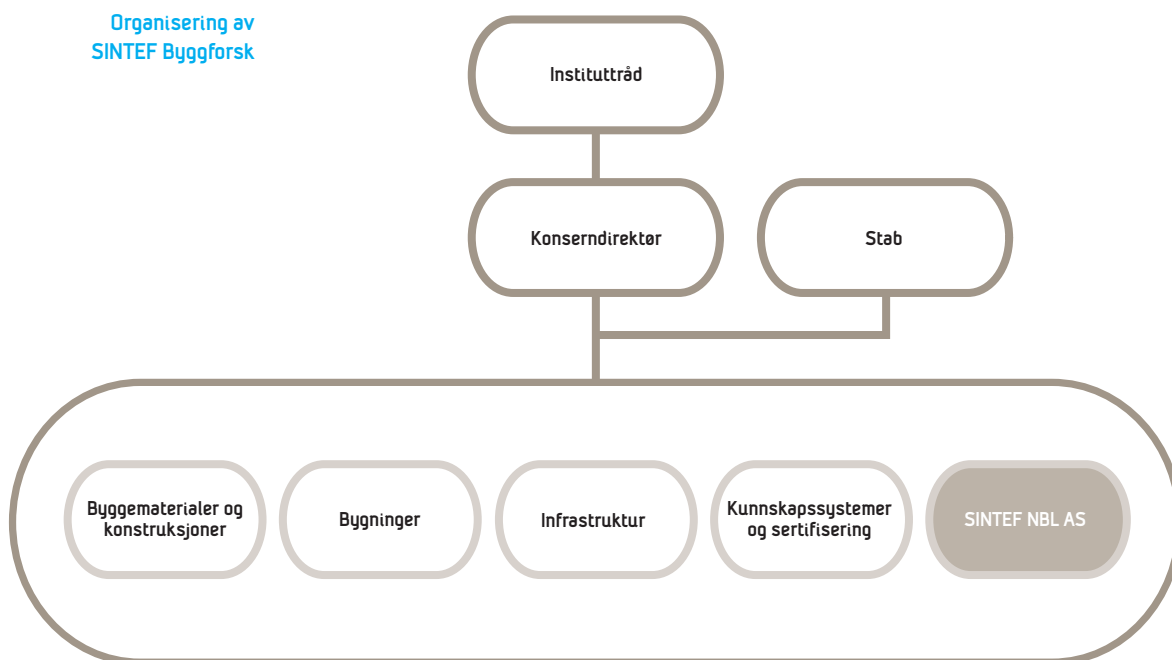 Organisering av
SINTEF Byggforsk
Instituttråd
Konserndirektør
Stab
Byggematerialer og
konstruksjoner
Bygninger
Infrastruktur
Kunnskapssystemer
og sertifisering
SINTEF NBL AS